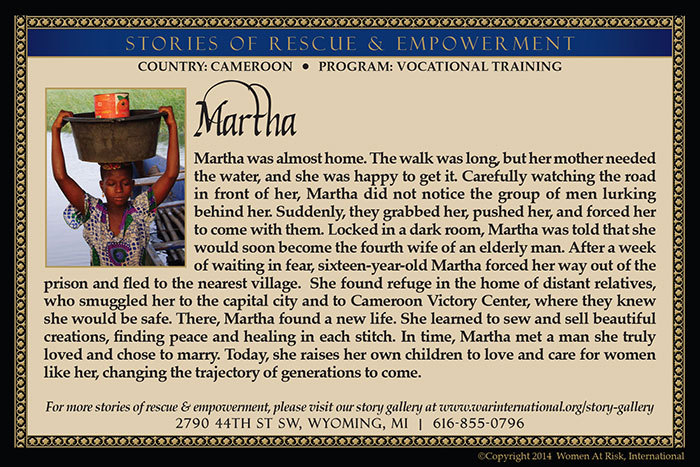 STORIES OF RESCUE & EMPOWERMENT
COUNTRY: CAMEROON • PROGRAM: VOCATIONAL TRAINING
Martha
Martha was almost home. The walk was long, but her mother needed
the water, and she was happy to get it. Carefully watching the road
in front of her, Martha did not notice the group of men lurking
behind her. Suddenly, they grabbed her, pushed her, and forced her
to come with them. Locked in a dark room, Martha was told that she
would soon become the fourth wife of an elderly man. After a week
of waiting in fear, sixteen-year-old Martha forced her way out of the
prison and fled to the nearest village. She found refuge in the home of distant relatives,
who smuggled her to the capital city and to Cameroon Victory Center, where they knew
she would be safe. There, Martha found a new life. She learned to sew and sell beautiful
creations, finding peace and healing in each stitch. In time, Martha met a man she truly
loved and chose to marry. Today, she raises her own children to love and care for women
like her, changing the trajectory of generations to come.
For more stories of rescue & empowerment, please visit our story gallery at www.warinternational.org/story-gallery
2790 44TH ST SW, WYOMING, MI | 616-855-0796
©Copyright 2014 Women At Risk, International